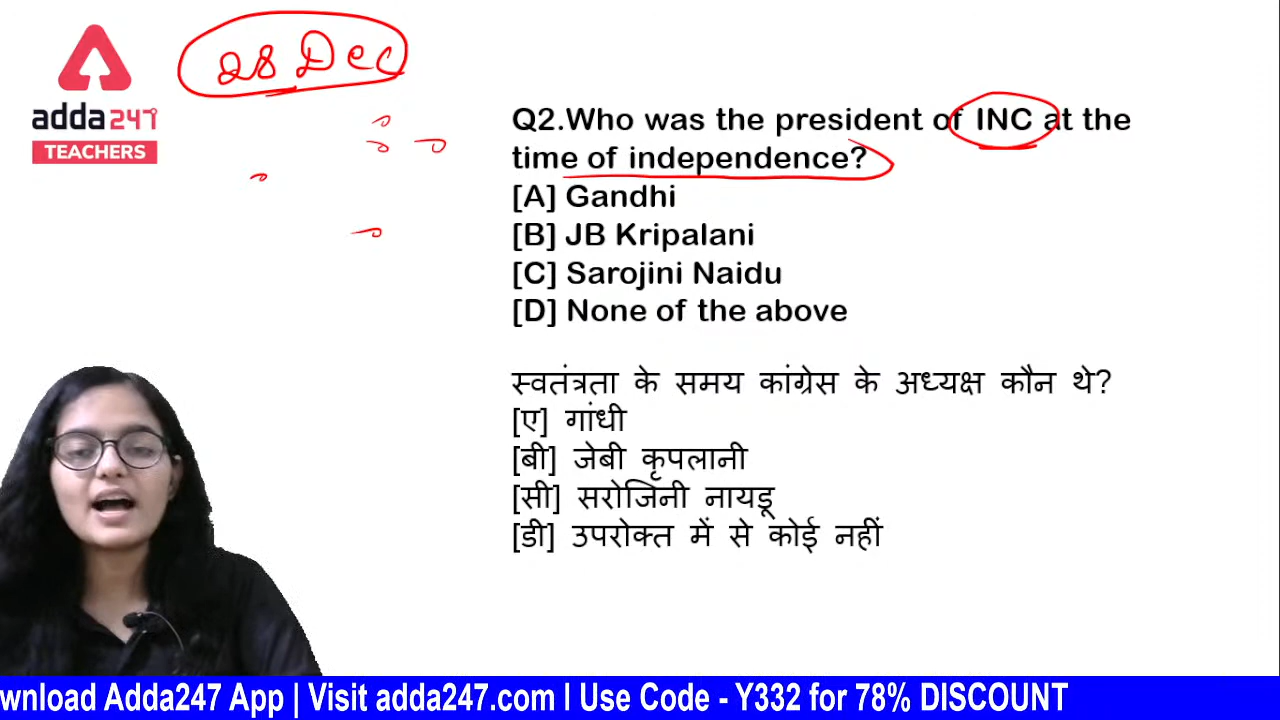 28 Dec
adda247
TEACHERS
Q2.Who was the president of INC at the
time of independence?
[A] Gandhi
[B] JB Kripalani
[C] Sarojini Naidu
[D] None of the above
स्वतंत्रता के समय कांग्रेस के अध्यक्ष कौन थे?
[ए] गांधी
[बी] जेबी कृपलानी
[सी] सरोजिनी नायडू
[डी] उपरोक्त में से कोई नहीं
wnload Adda247 App | Visit adda247.com l Use Code - Y332 for 78% DISCOUNT